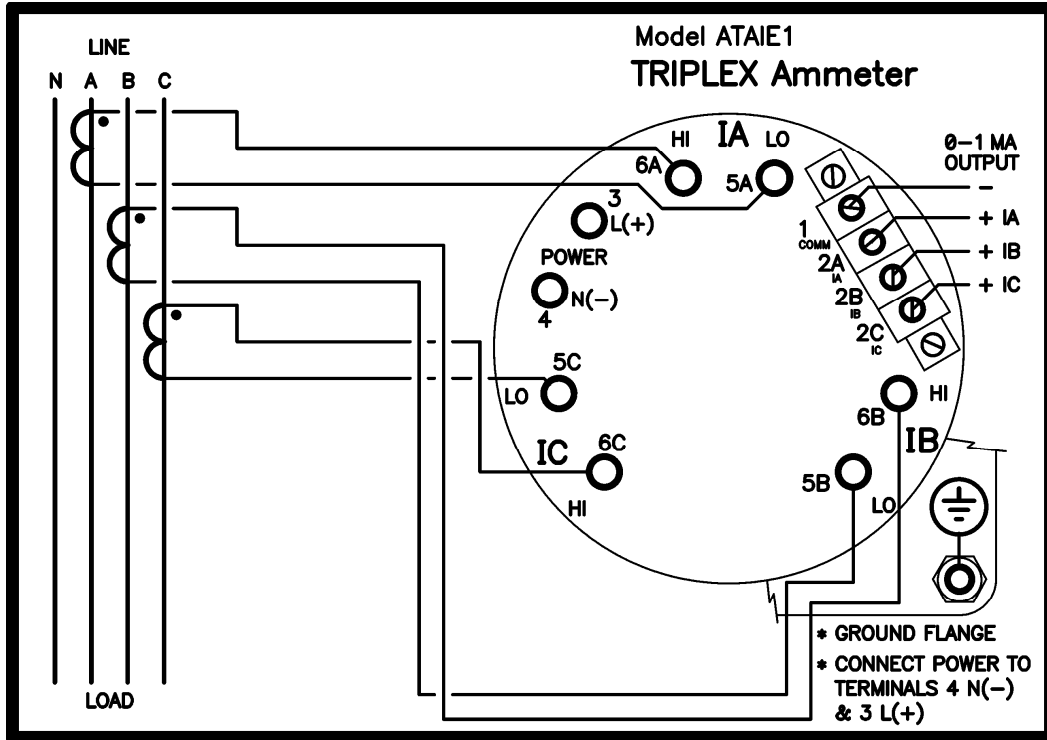 Model ATAIE1
TRIPLEX Ammeter
LINE
N A B C
HI IA LO
6A 5A
0-1 MA
OUTPUT
-
+ IA
+ IB
+ IC
1
COMM
2A
IA
2B
IB
2C
IC
3
L(+)
POWER
N(-)
4
5C
LO
IC 6C
HI
HI
6B
IB
5B
LO
LOAD
* GROUND FLANGE
* CONNECT POWER TO
TERMINALS 4 N(-)
& 3 L(+)